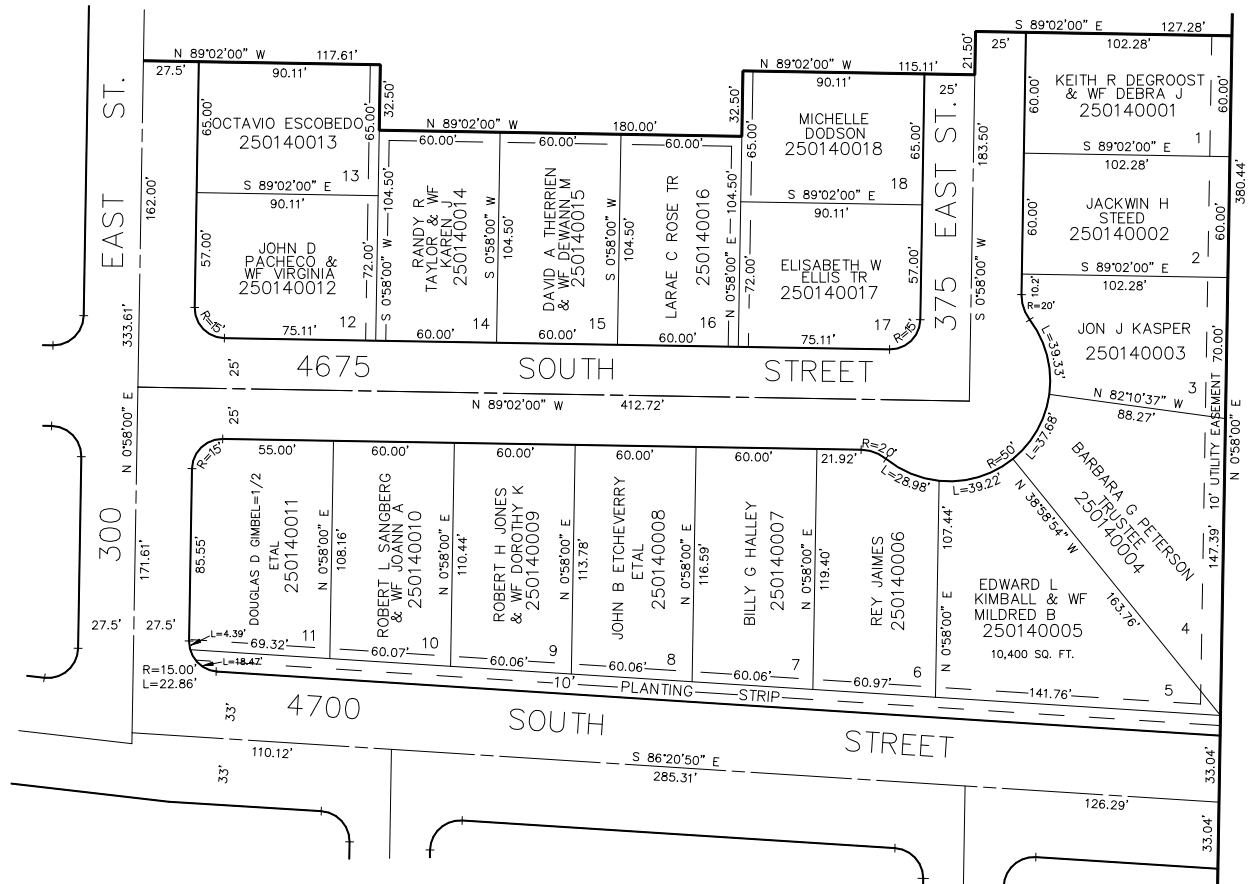 S 89°02'00" E 127.28'
N 89°02'00" W 117.61'
27.5'
90.11'
EAST ST.
162.00'
333.61'
65.00'
OCTAVIO ESCOBEDO
250140013
65.00'
13
32.50'
N 89°02'00" W 180.00'
S 89°02'00" E
90.11'
57.00'
JOHN D
PACHECO &
WF VIRGINIA
250140012
72.00'
12
R=15'
75.11'
S 0°58'00" W 104.50'
60.00'
RANDY R
TAYLOR & WF
KAREN J
250140014
14
60.00'
S 0°58'00" W
104.50'
60.00'
DAVID A THERRIEN
& WF DEWANN M
250140015
15
60.00'
S 0°58'00" W
104.50'
60.00'
LARAE C ROSE TR
250140016
16
60.00'
N 0°58'00" E 104.50'
32.50'
N 89°02'00" W 115.11'
90.11'
25'
65.00'
MICHELLE
DODSON
250140018
65.00'
18
S 89°02'00" E
90.11'
72.00'
ELISABETH W
ELLIS TR
250140017
57.00'
17
75.11'
R=15'
375 EAST ST.
21.50'
25'
183.50'
S 0°58'00" W
102.28'
60.00'
KEITH R DEGROOST
& WF DEBRA J
250140001
60.00'
1
S 89°02'00" E
102.28'
60.00'
JACKWIN H
STEED
250140002
60.00'
2
380.44'
S 89°02'00" E
102.28'
10.2'
R=20'
JON J KASPER
250140003
L=39.33'
70.00'
3
N 82°10'37" W
88.27'
10' UTILITY EASEMENT
N 0°58'00" E
4675 SOUTH STREET
25'
N 89°02'00" W 412.72'
25'
N 0°58'00" E
300
171.61'
R=15'
55.00'
85.55'
DOUGLAS D GIMBEL=1/2
ETAL
250140011
11
69.32'
L=4.39'
L=18.47'
N 0°58'00" E
108.16'
60.00'
ROBERT L SANGBERG
& WF JOANN A
250140010
10
60.07'
N 0°58'00" E
110.44'
60.00'
ROBERT H JONES
& WF DOROTHY K
250140009
9
60.06'
N 0°58'00" E
113.78'
60.00'
JOHN B ETCHEVERRY
ETAL
250140008
8
60.06'
N 0°58'00" E
116.59'
60.00'
BILLY G HALLEY
250140007
7
60.06'
N 0°58'00" E
119.40'
21.92'
R=20'
L=28.98'
REY JAIMES
250140006
6
60.97'
N 0°58'00" E
107.44'
L=39.22'
R=50'
L=37.68'
EDWARD L
KIMBALL & WF
MILDRED B
250140005
10,400 SQ. FT.
5
141.76'
N 38°58'54" W
163.76'
BARBARA G PETERSON
TRUSTEE
250140004
147.39'
4
27.5' 27.5'
R=15.00'
L=22.86'
10' PLANTING STRIP
33'
4700 SOUTH STREET
110.12'
S 86°20'50" E
285.31'
33'
126.29'
33.04'
33.04'